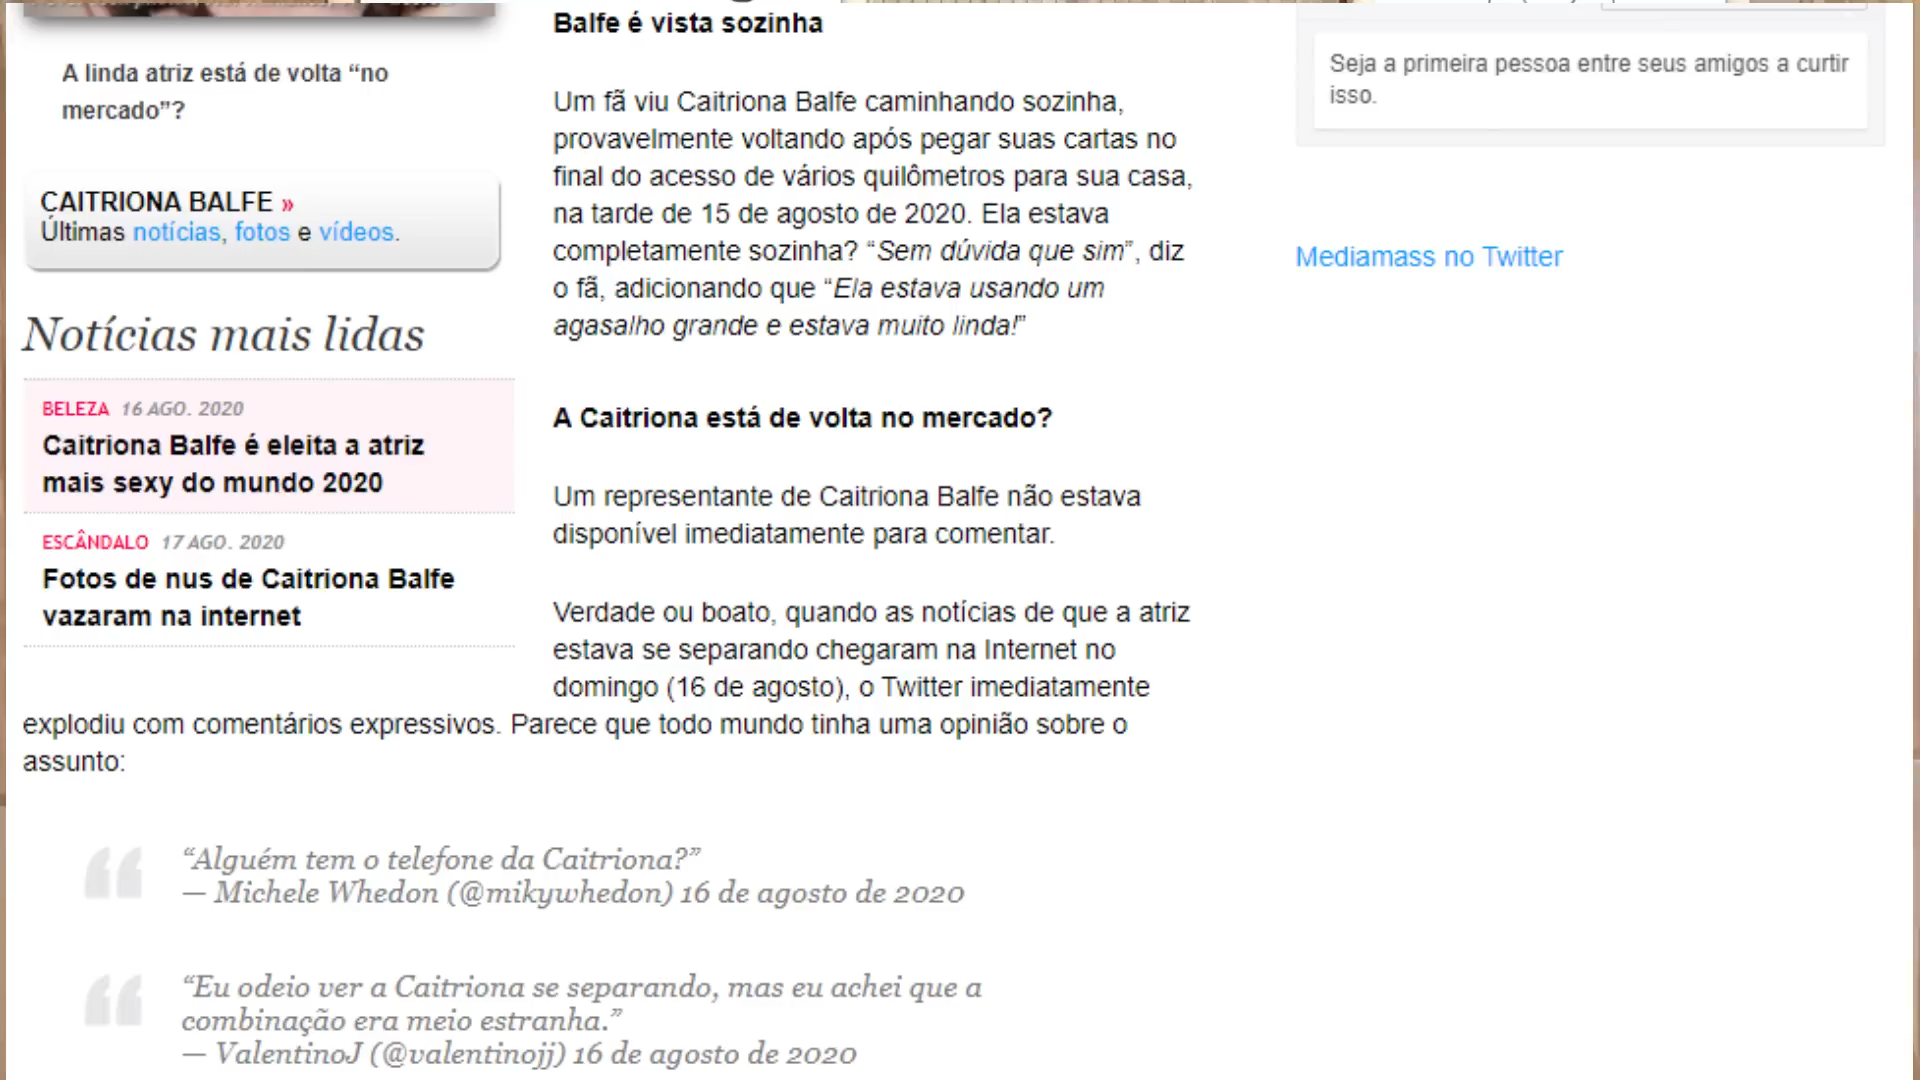 A linda atriz está de volta “no
mercado”?
CAITRIONA BALFE »
Últimas notícias, fotos e vídeos.
Notícias mais lidas
BELEZA 16 AGO. 2020
Caitriona Balfe é eleita a atriz
mais sexy do mundo 2020
ESCÂNDALO 17 AGO. 2020
Fotos de nus de Caitriona Balfe
vazaram na internet
Balfe é vista sozinha
Um fã viu Caitriona Balfe caminhando sozinha,
provavelmente voltando após pegar suas cartas no
final do acesso de vários quilômetros para sua casa,
na tarde de 15 de agosto de 2020. Ela estava
completamente sozinha? “Sem dúvida que sim”, diz
o fã, adicionando que “Ela estava usando um
agasalho grande e estava muito linda!”
A Caitriona está de volta no mercado?
Um representante de Caitriona Balfe não estava
disponível imediatamente para comentar.
Verdade ou boato, quando as notícias de que a atriz
estava se separando chegaram na Internet no
domingo (16 de agosto), o Twitter imediatamente
explodiu com comentários expressivos. Parece que todo mundo tinha uma opinião sobre o
assunto:
“Alguém tem o telefone da Caitriona?”
— Michele Whedon (@mikywhedon) 16 de agosto de 2020
“Eu odeio ver a Caitriona se separando, mas eu achei que a
combinação era meio estranha.”
— ValentinoJ (@valentinojj) 16 de agosto de 2020
Seja a primeira pessoa entre seus amigos a curtir
isso.
Mediamass no Twitter